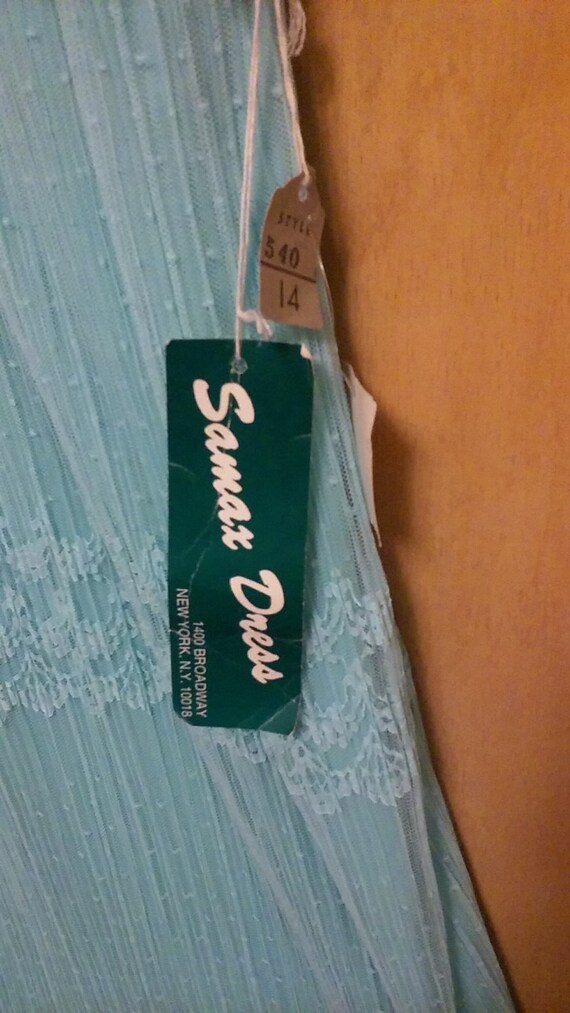 STYLE
540
14
Samax Dress
1400 BROADWAY
NEW YORK, N.Y. 10018